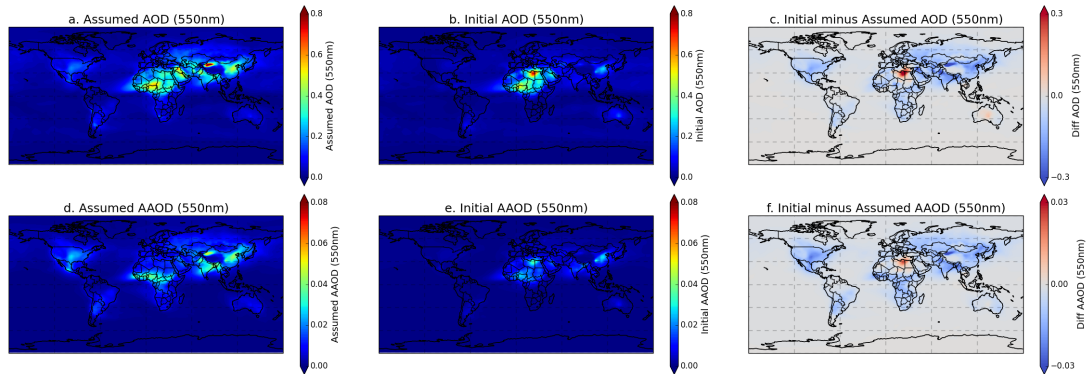 a. Assumed AOD (550nm)
0.8
0.6
0.4
0.2
0.0
Assumed AOD (550nm)
b. Initial AOD (550nm)
0.8
0.6
0.4
0.2
0.0
Initial AOD (550nm)
c. Initial minus Assumed AOD (550nm)
0.3
0.0
−0.3
Diff AOD (550nm)
d. Assumed AAOD (550nm)
0.08
0.06
0.04
0.02
0.00
Assumed AAOD (550nm)
e. Initial AAOD (550nm)
0.08
0.06
0.04
0.02
0.00
Initial AAOD (550nm)
f. Initial minus Assumed AAOD (550nm)
0.03
0.00
−0.03
Diff AAOD (550nm)